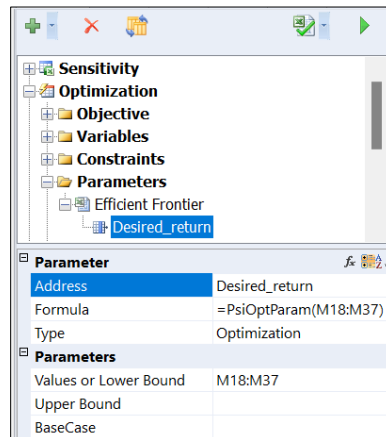 Sensitivity
Optimization
Objective
Variables
Constraints
Parameters
Efficient Frontier
Desired_return
Parameter
Address Desired_return
Formula =PsiOptParam(M18:M37)
Type Optimization
Parameters
Values or Lower Bound M18:M37
Upper Bound
BaseCase